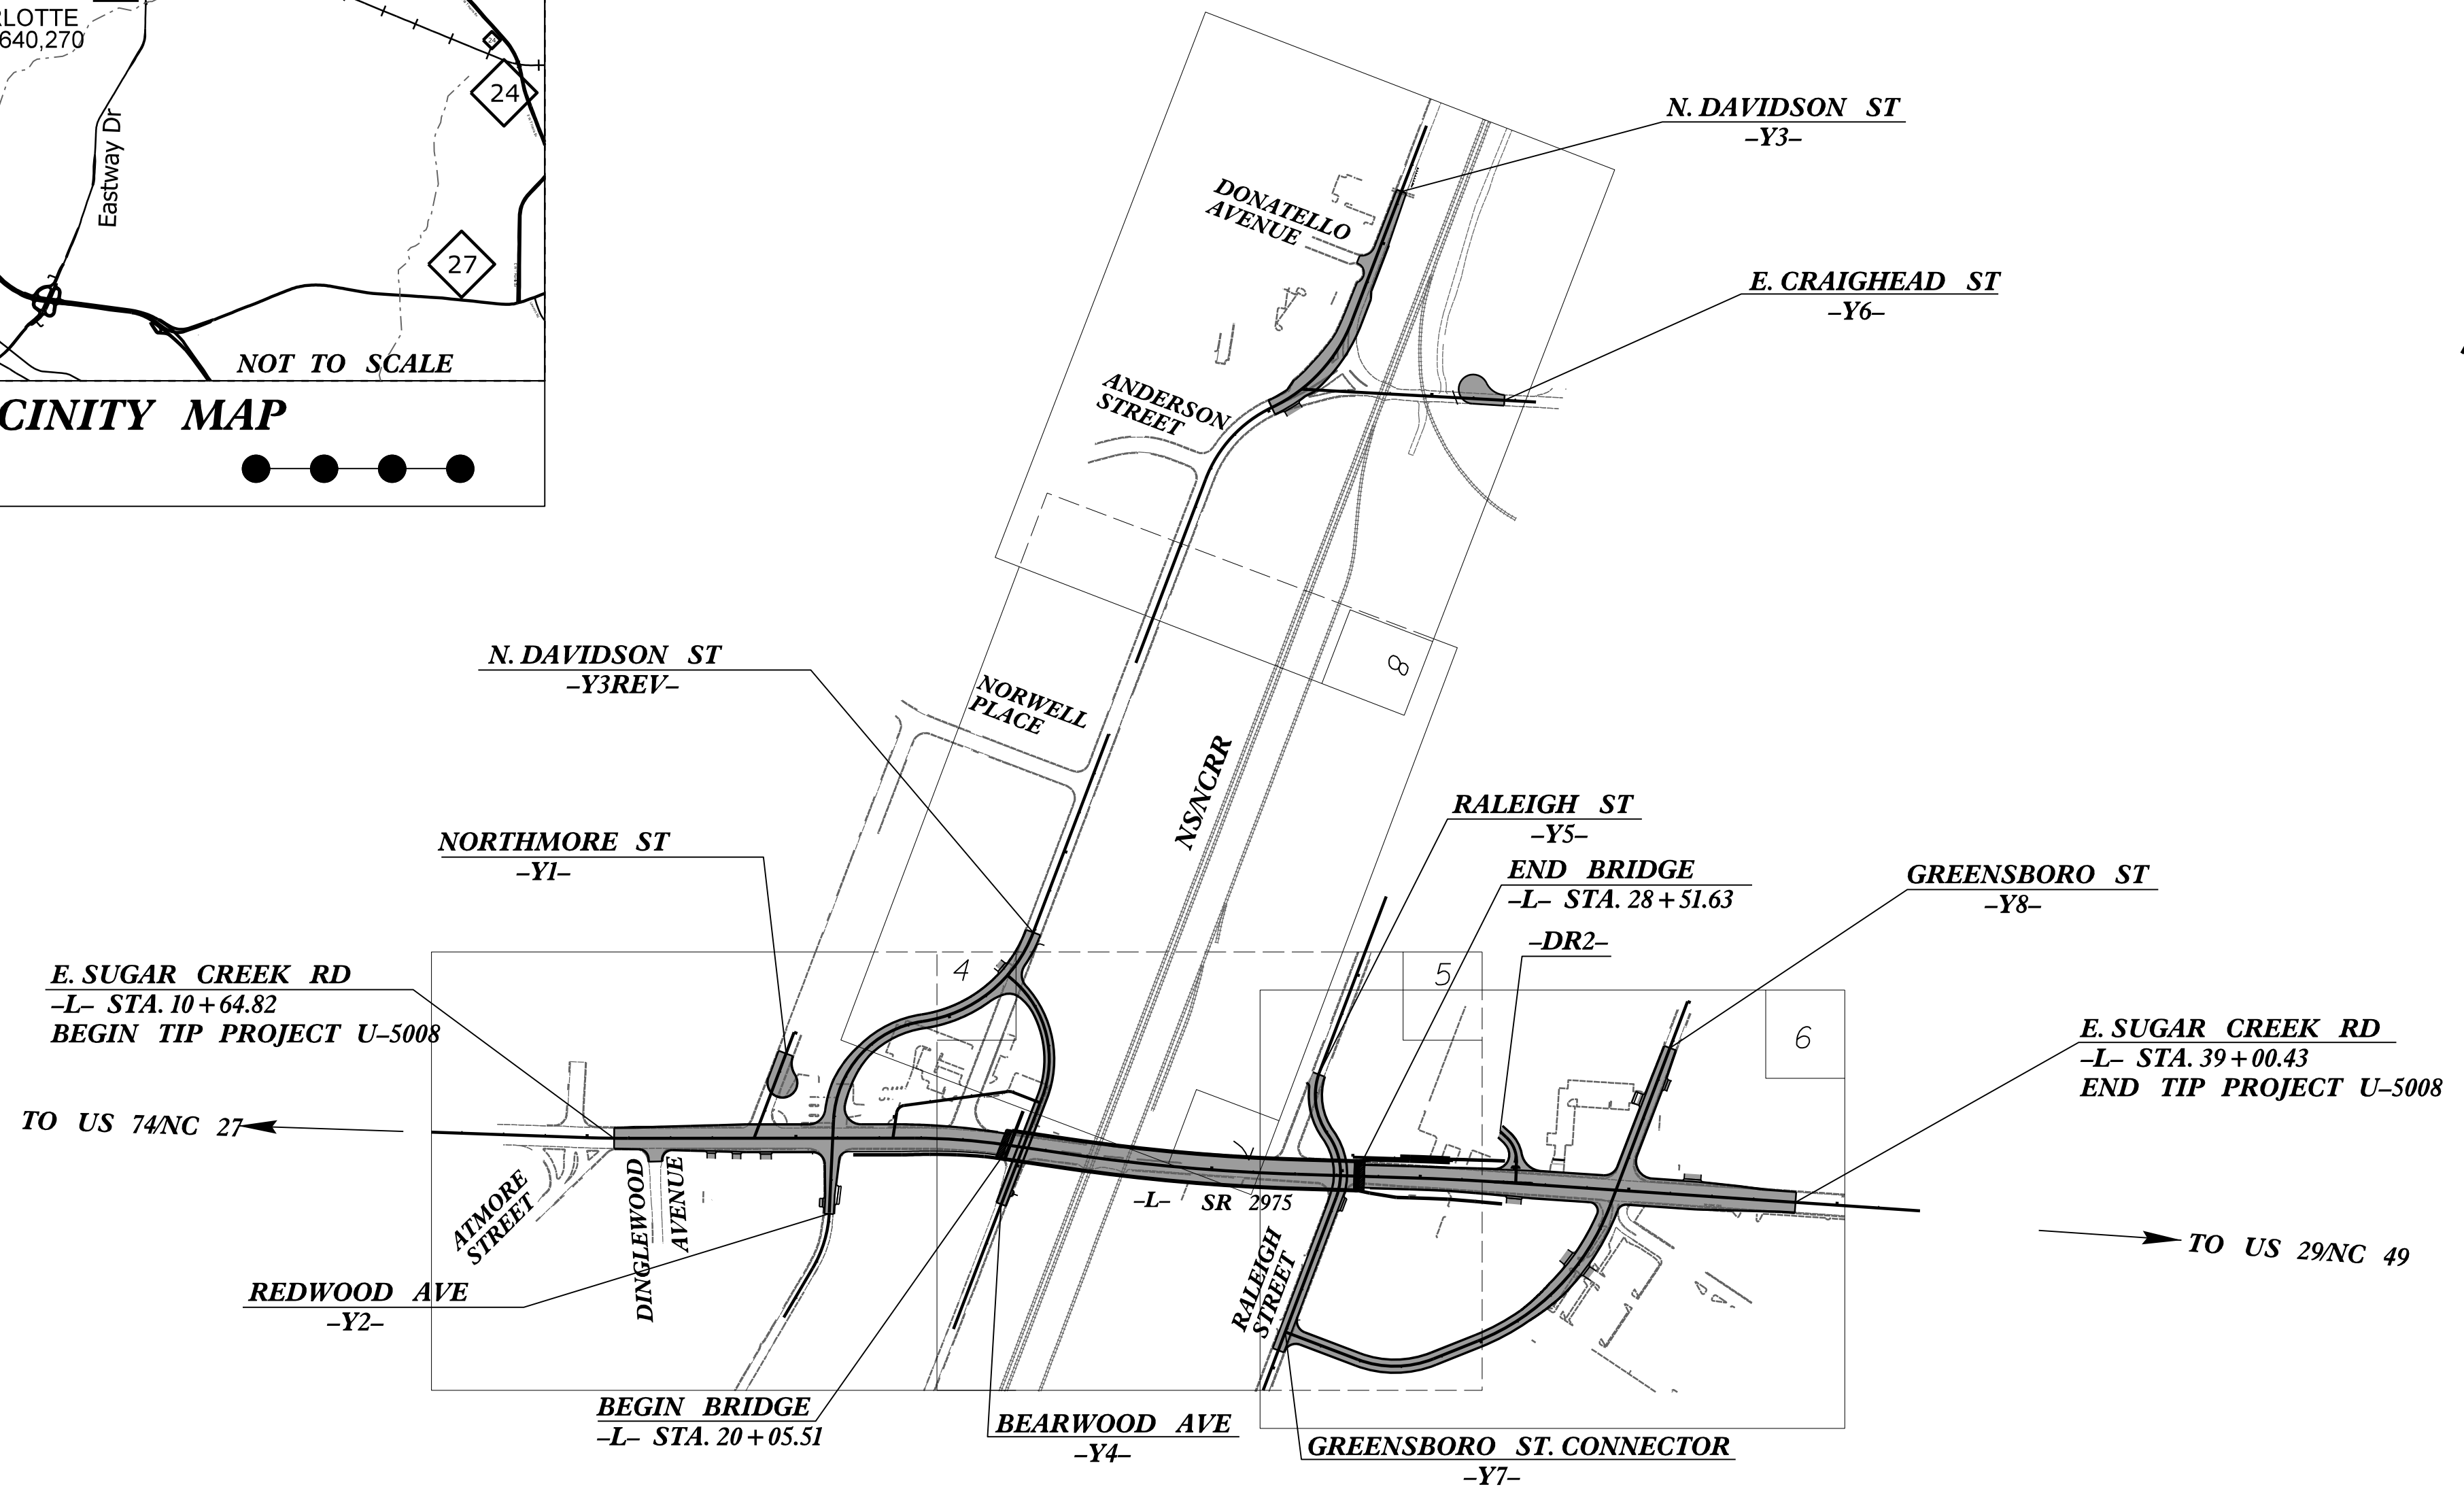 RLOTTE
640,270
24
Eastway Dr
27
NOT TO SCALE
CINITY MAP
N. DAVIDSON ST
–Y3–
DONATELLO
AVENUE
E. CRAIGHEAD ST
–Y6–
ANDERSON
STREET
8
N. DAVIDSON ST
–Y3REV–
NORWELL
PLACE
NS/NCRR
RALEIGH ST
–Y5–
NORTHMORE ST
–Y1–
END BRIDGE
–L– STA. 28+51.63
GREENSBORO ST
–Y8–
–DR2–
4
5
6
E. SUGAR CREEK RD
–L– STA. 10+64.82
BEGIN TIP PROJECT U–5008
E. SUGAR CREEK RD
–L– STA. 39+00.43
END TIP PROJECT U–5008
TO US 74/NC 27
ATMORE
STREET
DINGLEWOOD
AVENUE
–L– SR 2975
RALEIGH
STREET
TO US 29/NC 49
REDWOOD AVE
–Y2–
BEGIN BRIDGE
–L– STA. 20+05.51
BEARWOOD AVE
–Y4–
GREENSBORO ST. CONNECTOR
–Y7–